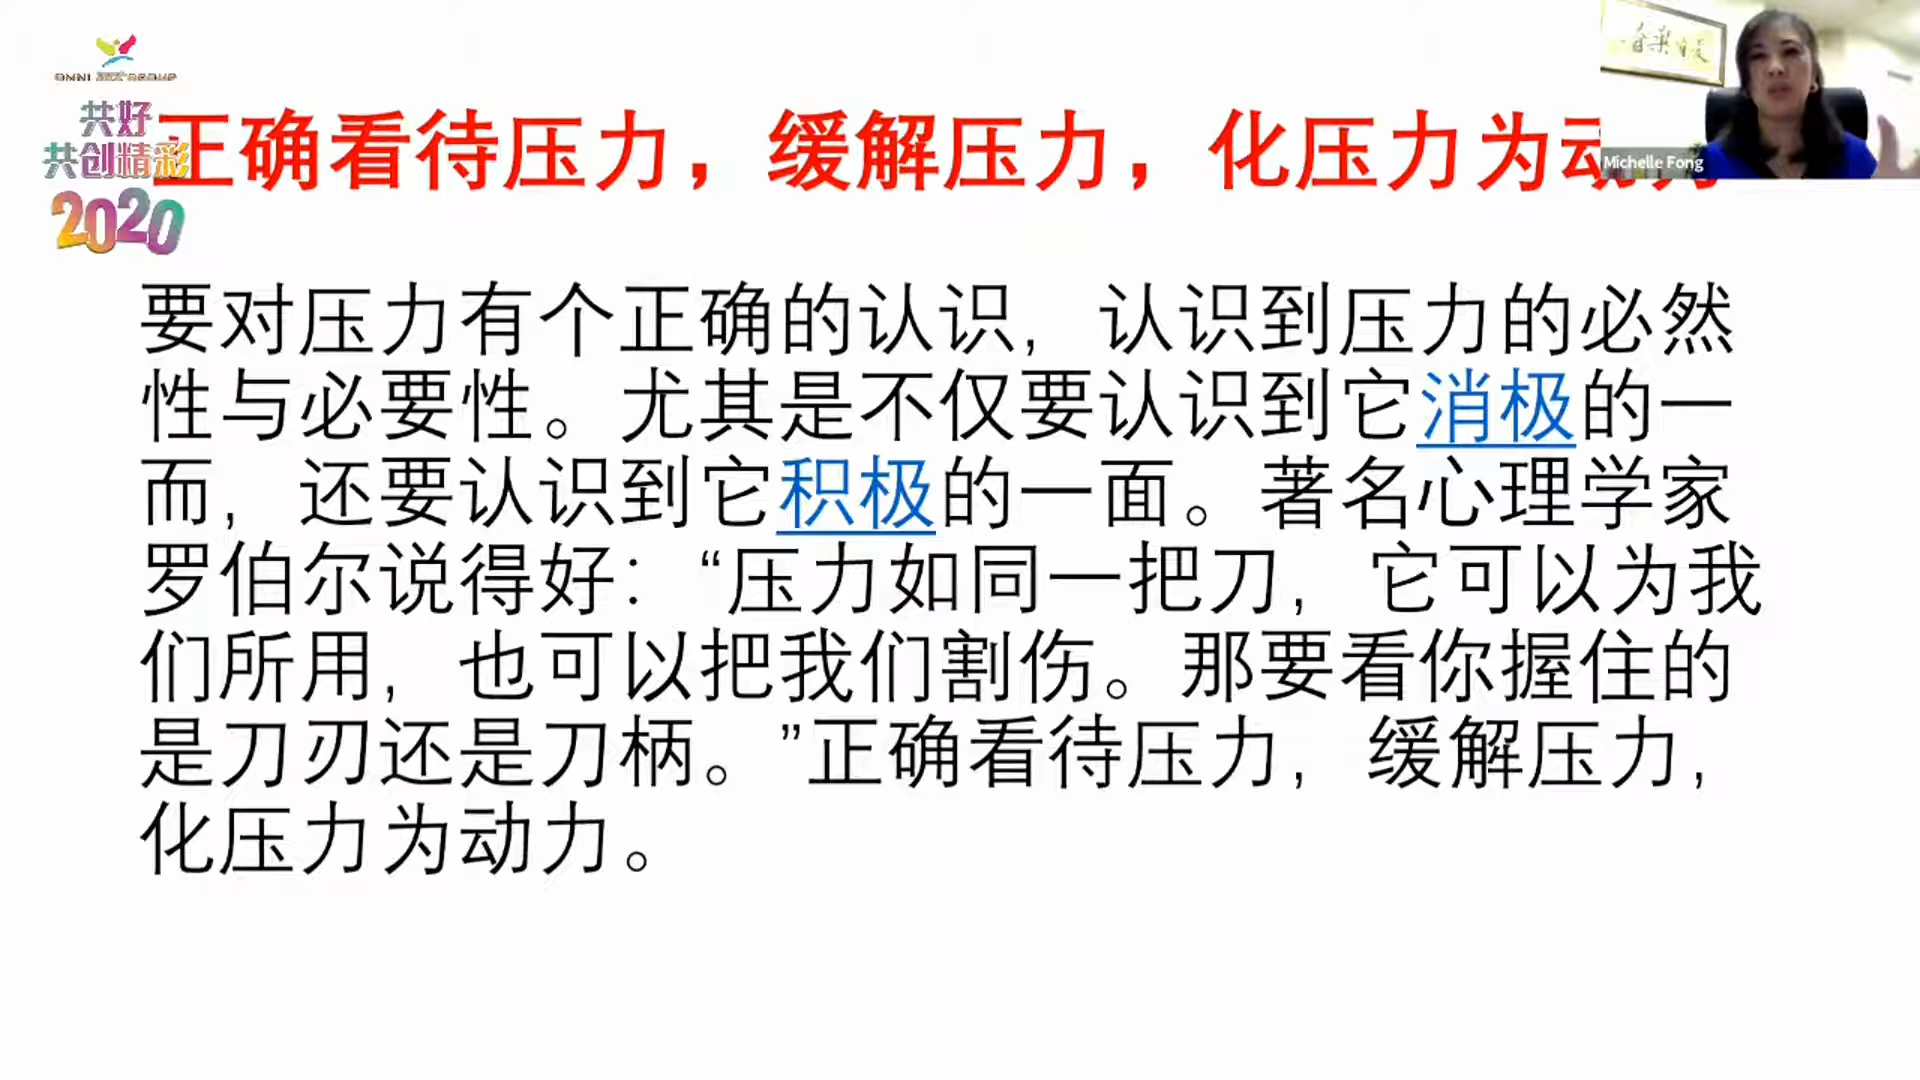 共好
共创精彩
2020
正确看待压力，缓解压力，化压力为动力
Michelle Fong
要对压力有个正确的认识，认识到压力的必然
性与必要性。尤其是不仅要认识到它消极的一
而，还要认识到它积极的一面。著名心理学家
罗伯尔说得好：“压力如同一把刀，它可以为我
们所用，也可以把我们割伤。那要看你握住的
是刀刃还是刀柄。”正确看待压力，缓解压力，
化压力为动力。